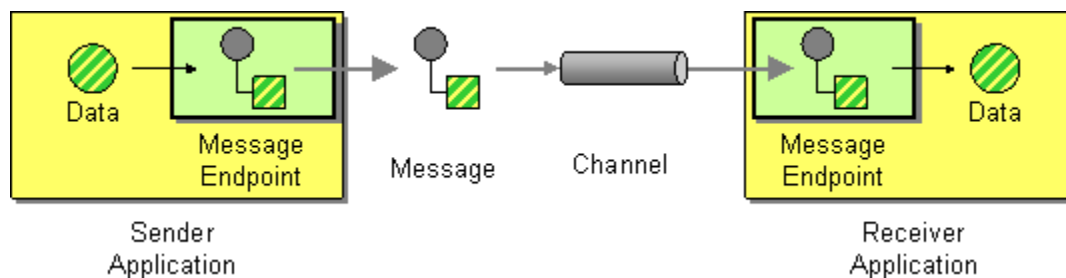 Data
Message
Endpoint
Message
Channel
Message
Endpoint
Data
Sender
Application
Receiver
Application